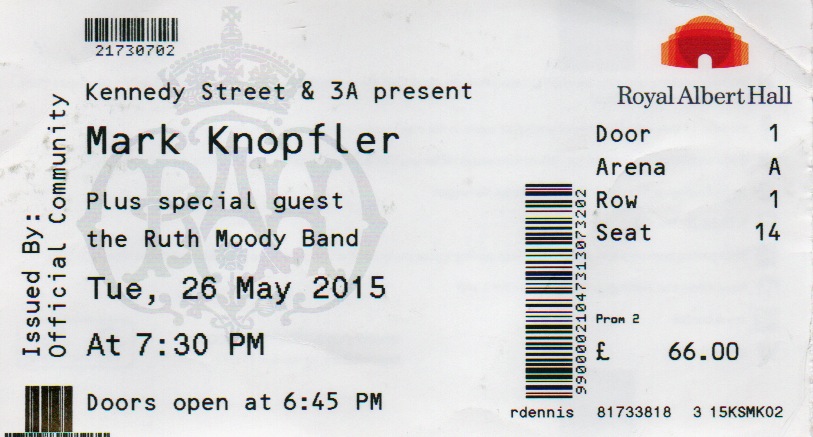 21730702
Kennedy Street & 3A present
Mark Knopfler
Plus special guest
the Ruth Moody Band
Tue, 26 May 2015
At 7:30 PM
Doors open at 6:45 PM
Issued By:
Official Community
Royal Albert Hall
Door 1
Arena A
Row 1
Seat 14
Prom 2
£ 66.00
99000021047313073202
rdennis 81733818 3 15KSMK02